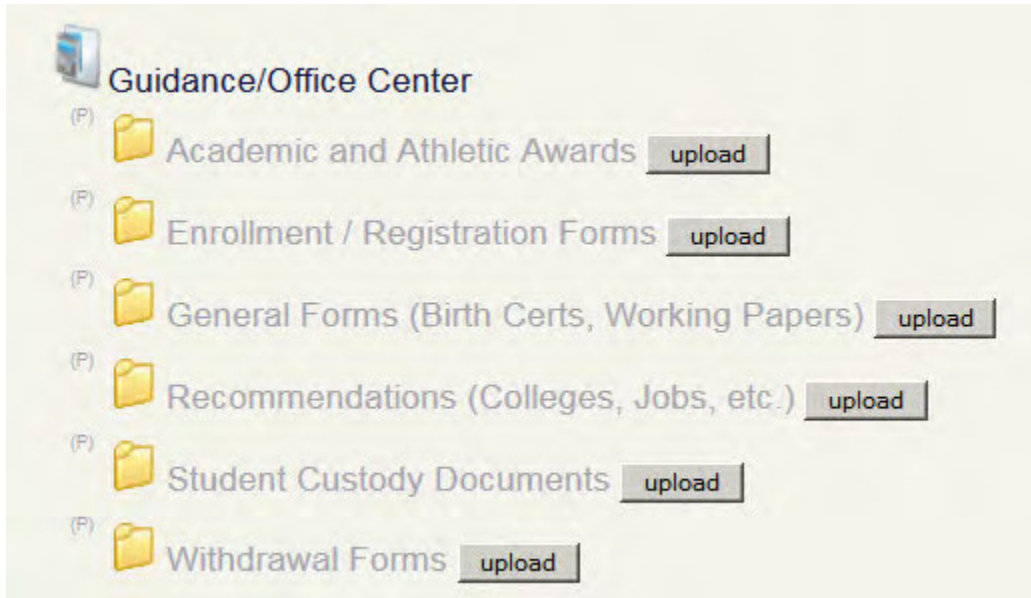 Guidance/Office Center
(P) Academic and Athletic Awards upload
(P) Enrollment / Registration Forms upload
(P) General Forms (Birth Certs, Working Papers) upload
(P) Recommendations (Colleges, Jobs, etc.) upload
(P) Student Custody Documents upload
(P) Withdrawal Forms upload